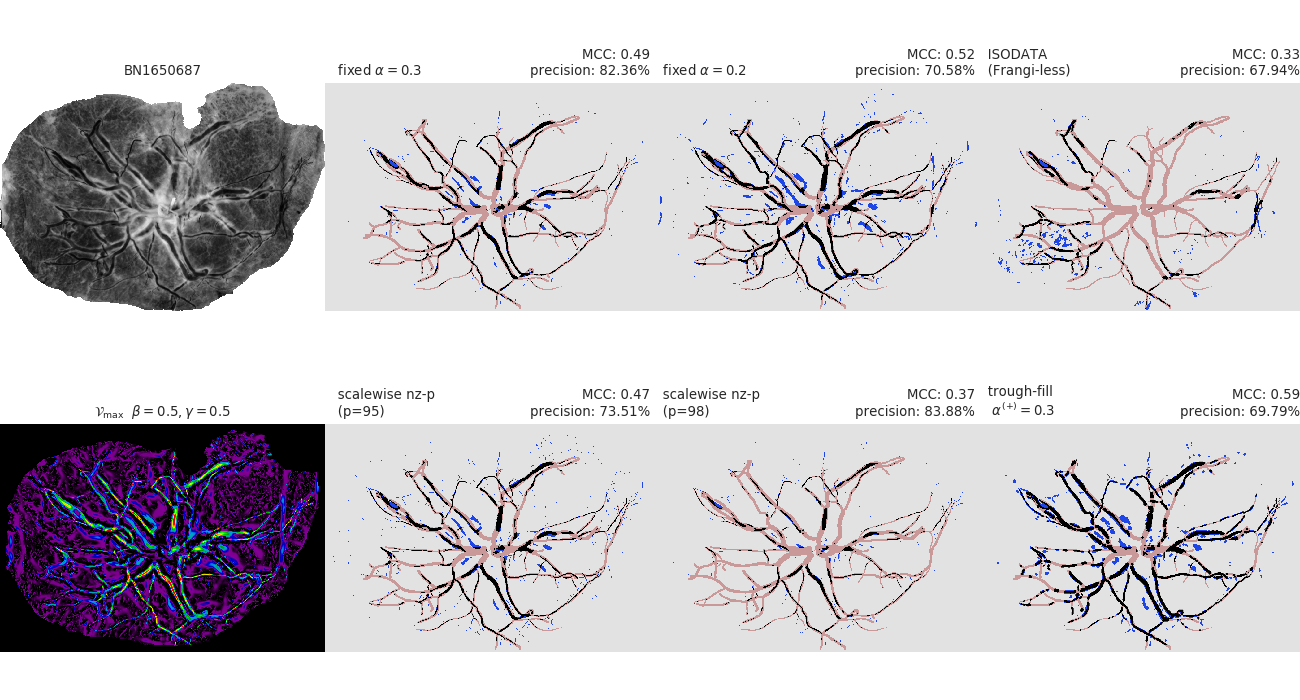 BN1650687
fixed α = 0.3
MCC: 0.49
precision: 82.36%
fixed α = 0.2
MCC: 0.52
precision: 70.58%
ISODATA
(Frangi-less)
MCC: 0.33
precision: 67.94%
𝒱max β = 0.5, γ = 0.5
scalewise nz-p
(p=95)
MCC: 0.47
precision: 73.51%
scalewise nz-p
(p=98)
MCC: 0.37
precision: 83.88%
trough-fill
α(+) = 0.3
MCC: 0.59
precision: 69.79%